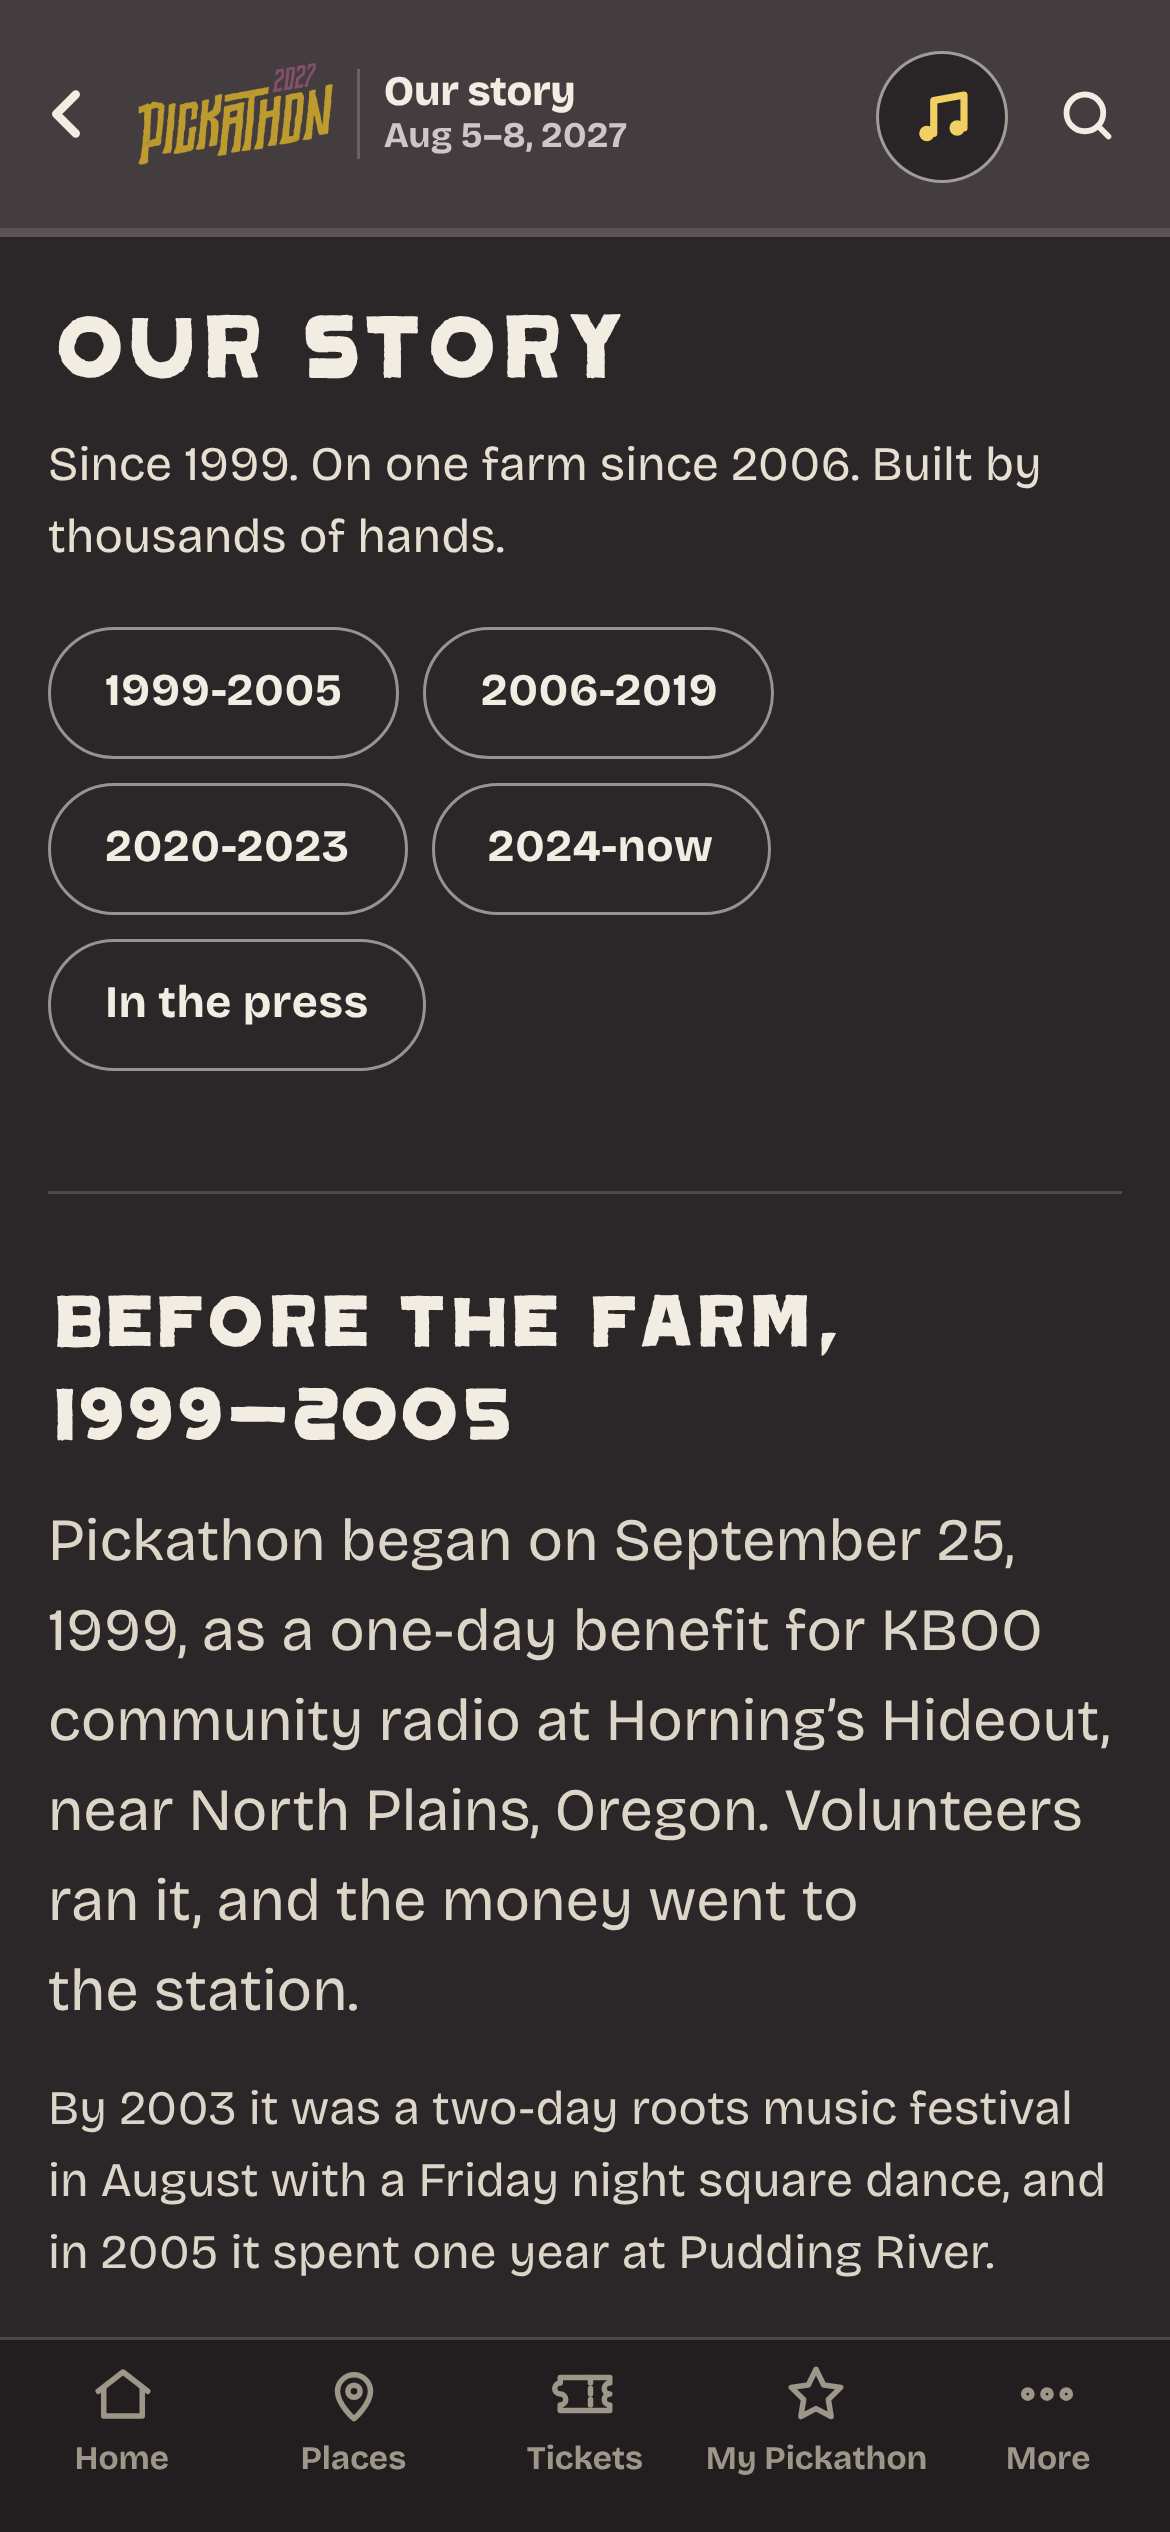 2027
PICKATHON
Our story
Aug 5–8, 2027
OUR STORY
Since 1999. On one farm since 2006. Built by
thousands of hands.
1999-2005
2006-2019
2020-2023
2024-now
In the press
BEFORE THE FARM,
1999–2005
Pickathon began on September 25,
1999, as a one-day benefit for KBOO
community radio at Horning’s Hideout,
near North Plains, Oregon. Volunteers
ran it, and the money went to
the station.
By 2003 it was a two-day roots music festival
in August with a Friday night square dance, and
in 2005 it spent one year at Pudding River.
Home
Places
Tickets
My Pickathon
More